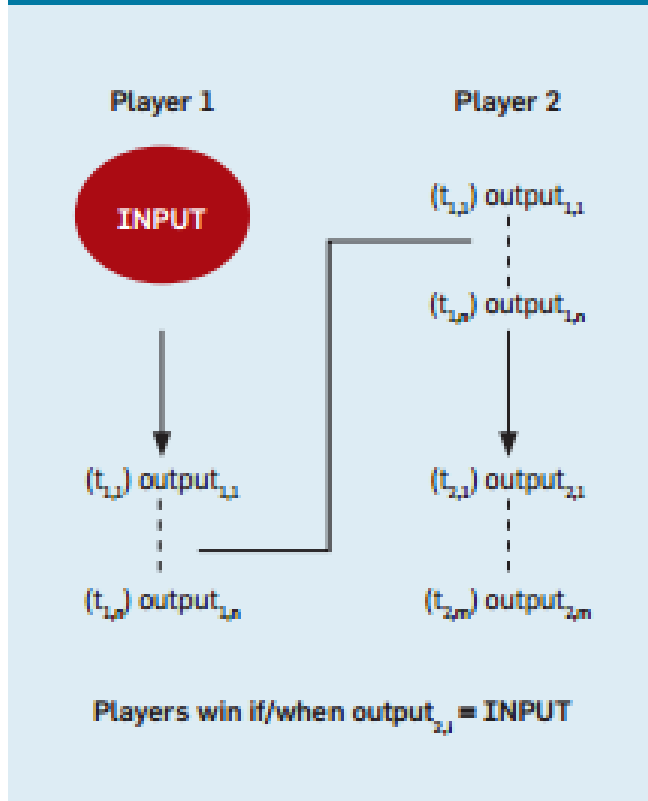 Player 1
INPUT
(t1,1) output1,1
(t1,n) output1,n
Player 2
(t1,1) output1,1
(t1,n) output1,n
(t2,1) output2,1
(t2,m) output2,m
Players win if/when output2,i = INPUT